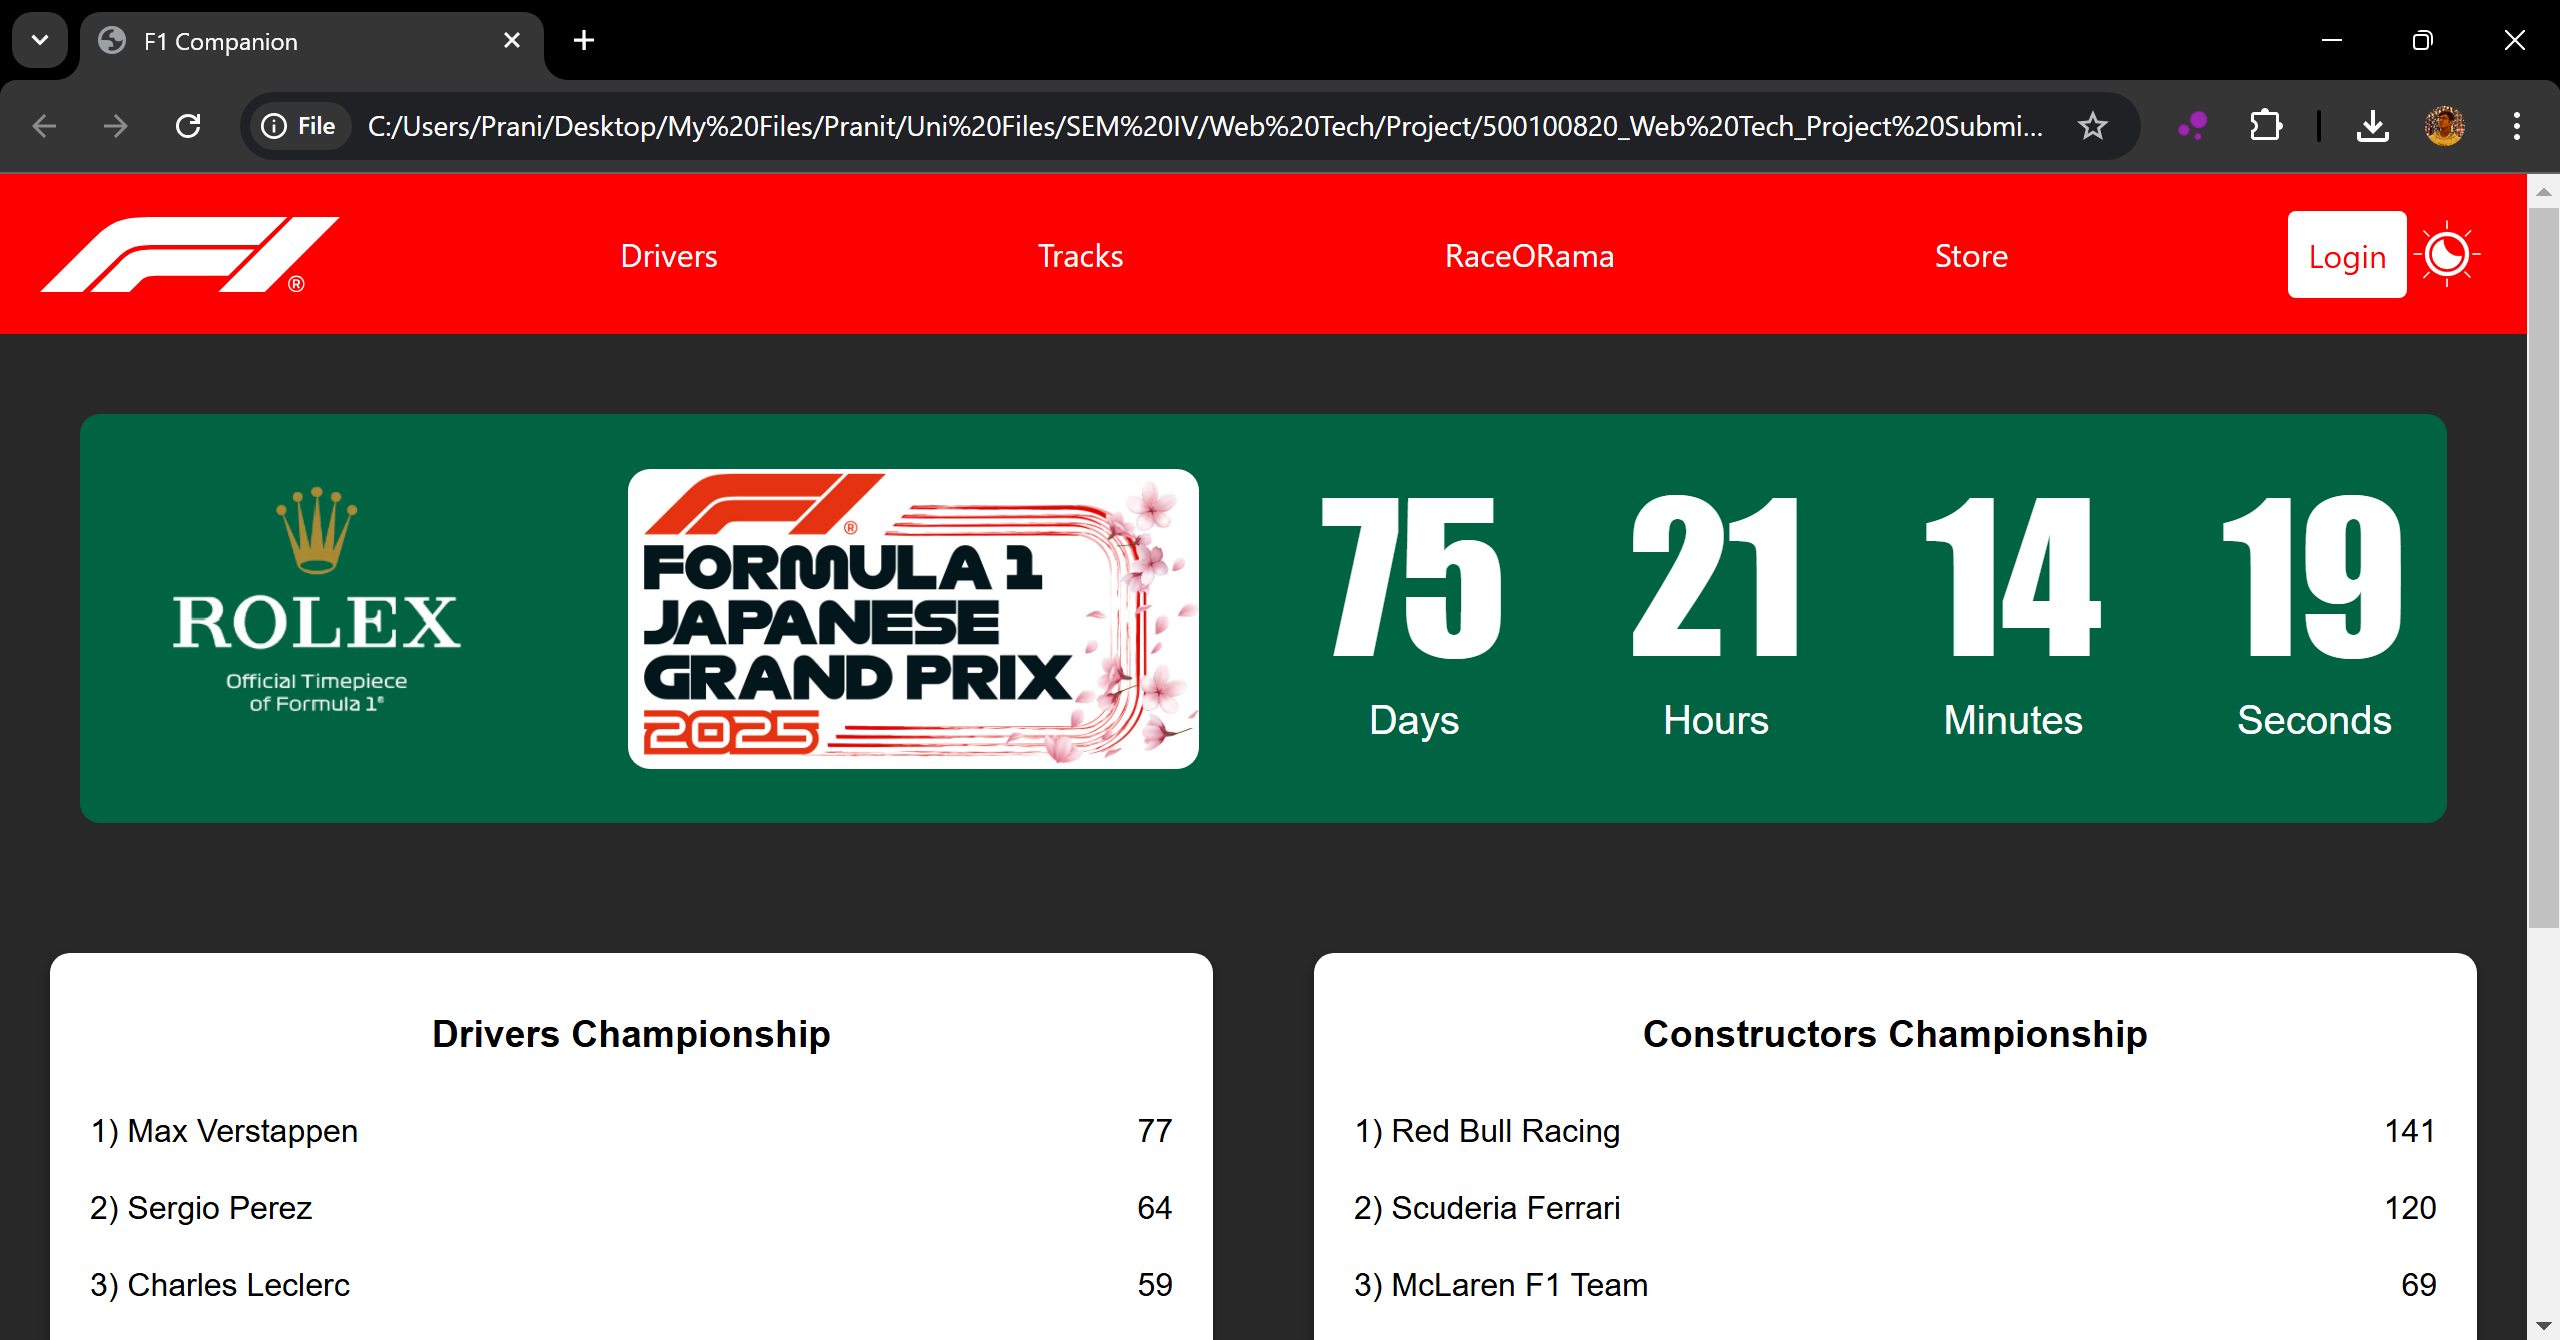 F1 Companion
File
C:/Users/Prani/Desktop/My%20Files/Pranit/Uni%20Files/SEM%20IV/Web%20Tech/Project/500100820_Web%20Tech_Project%20Submi...
F1®
Drivers
Tracks
RaceORama
Store
Login
ROLEX
Official Timepiece
of Formula 1®
F1®
FORMULA 1
JAPANESE
GRAND PRIX
2025
75
21
14
19
Days
Hours
Minutes
Seconds
Drivers Championship
1) Max Verstappen 77
2) Sergio Perez 64
3) Charles Leclerc 59
Constructors Championship
1) Red Bull Racing 141
2) Scuderia Ferrari 120
3) McLaren F1 Team 69